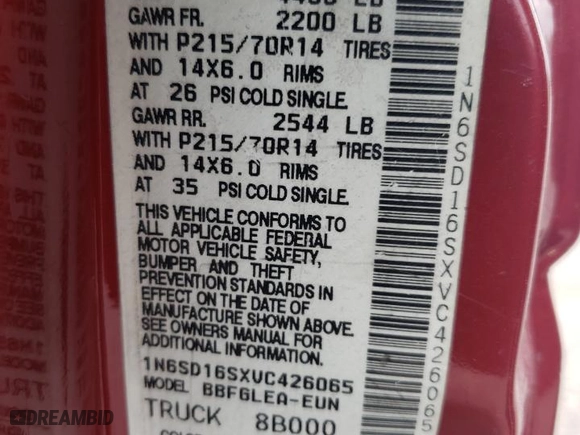 GAWR FR. 2200 LB
WITH P215/70R14 TIRES
AND 14X6.0 RIMS
AT 26 PSI COLD SINGLE.
GAWR RR. 2544 LB
WITH P215/70R14 TIRES
AND 14X6.0 RIMS
AT 35 PSI COLD SINGLE.
THIS VEHICLE CONFORMS TO
ALL APPLICABLE FEDERAL
MOTOR VEHICLE SAFETY,
BUMPER AND THEFT
PREVENTION STANDARDS IN
EFFECT ON THE DATE OF
MANUFACTURE SHOWN ABOVE.
SEE OWNERS MANUAL FOR
ADDITIONAL INFORMATION
1N6SD16SXVC426065
MODEL BBF6LEA-EUN
TRUCK 8B000
1N6SD16SXVC426065
DREAMBID